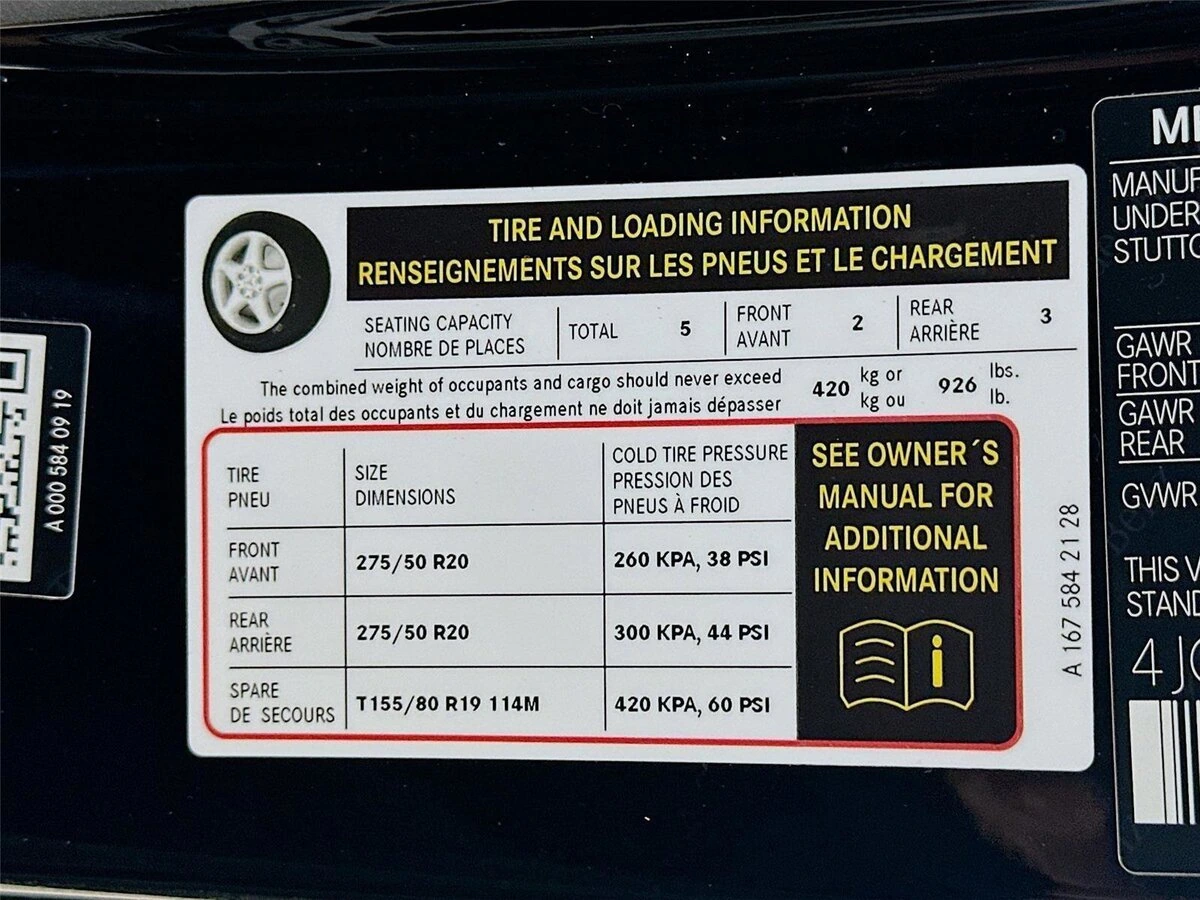 TIRE AND LOADING INFORMATION
RENSEIGNEMENTS SUR LES PNEUS ET LE CHARGEMENT
SEATING CAPACITY
NOMBRE DE PLACES
TOTAL 5
FRONT
AVANT
2
REAR
ARRIÈRE
3
The combined weight of occupants and cargo should never exceed
Le poids total des occupants et du chargement ne doit jamais dépasser
420
kg or
kg ou
926
lbs.
lb.
TIRE
PNEU
SIZE
DIMENSIONS
COLD TIRE PRESSURE
PRESSION DES
PNEUS À FROID
FRONT
AVANT
275/50 R20
260 KPA, 38 PSI
REAR
ARRIÈRE
275/50 R20
300 KPA, 44 PSI
SPARE
DE SECOURS
T155/80 R19 114M
420 KPA, 60 PSI
SEE OWNER´S
MANUAL FOR
ADDITIONAL
INFORMATION
i
A 167 584 21 28
A 000 584 09 19
GAWR
FRONT
GAWR
REAR
GVWR
THIS